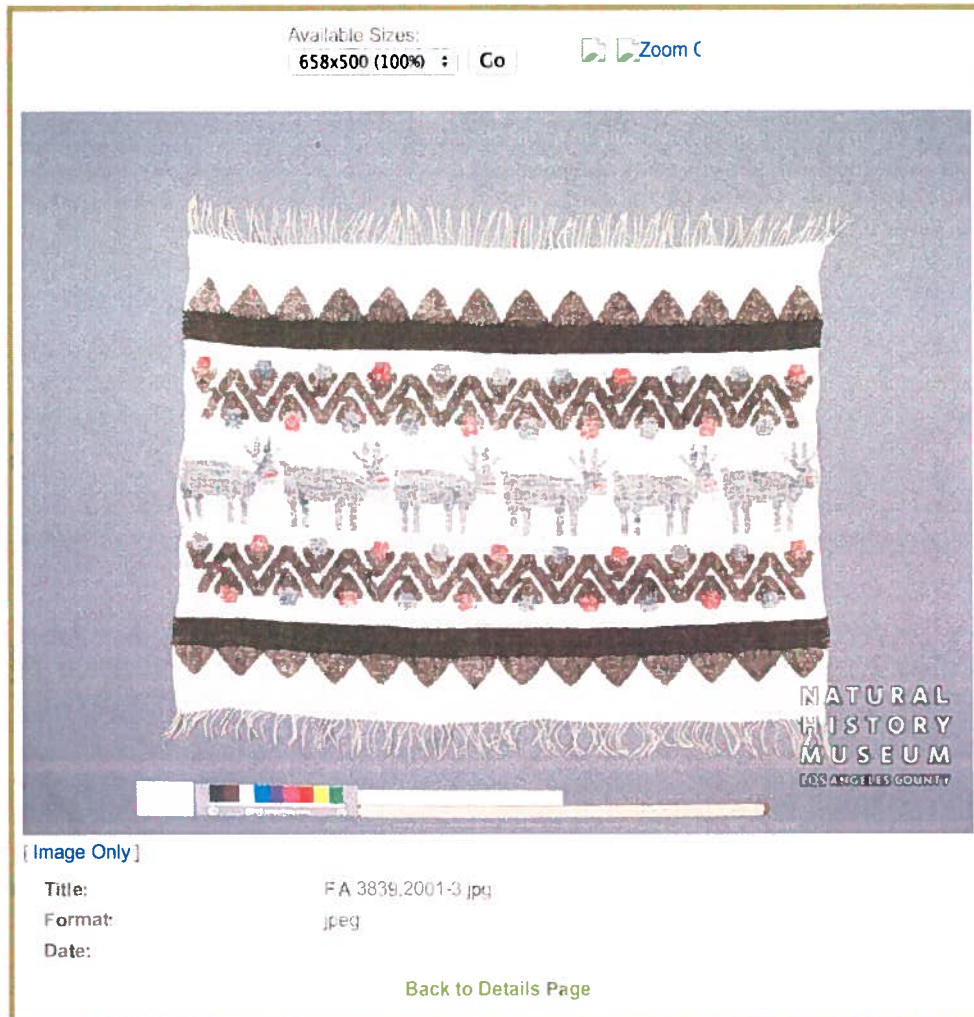 Available Sizes:
658x500 (100%) Go Zoom (
NATURAL
HISTORY
MUSEUM
LOS ANGELES COUNTY
[ Image Only ]
Title: F.A.3839.2001-3.jpg
Format: jpeg
Date:
Back to Details Page